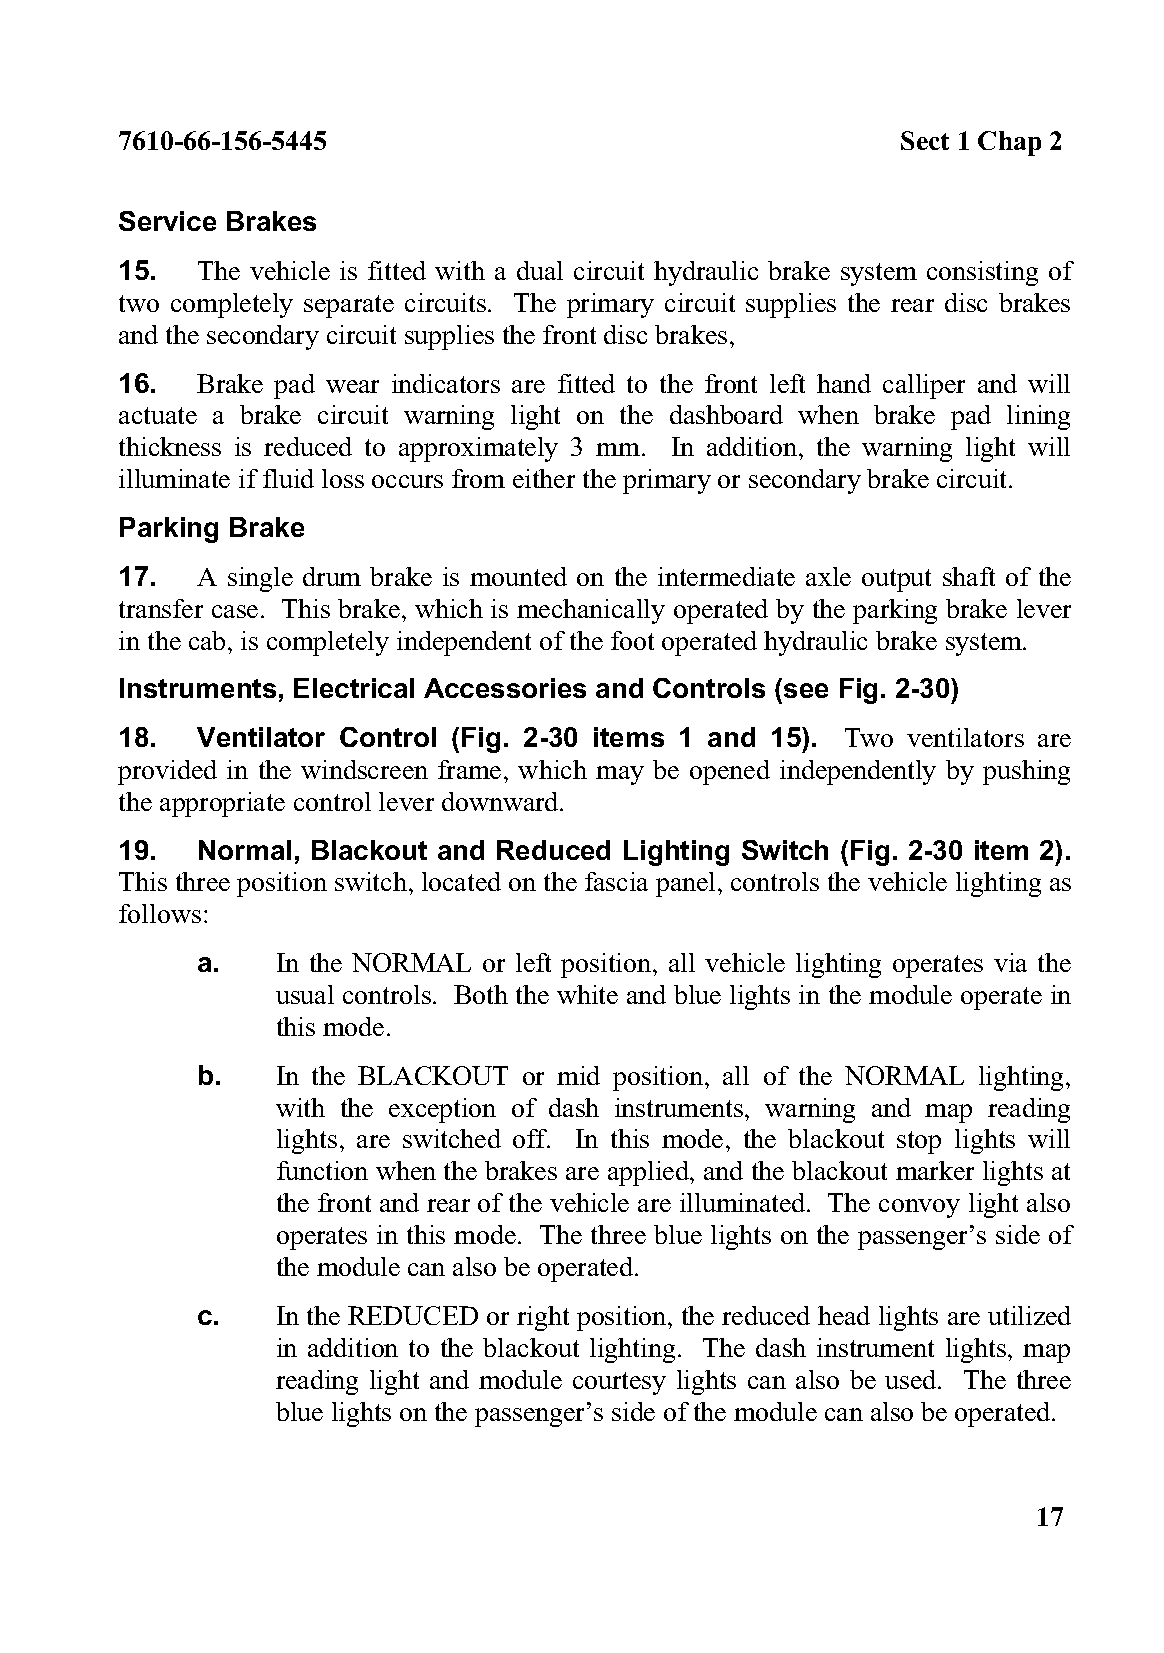 7610-66-156-5445 Sect 1 Chap 2
Service Brakes
15. The vehicle is fitted with a dual circuit hydraulic brake system consisting of
two completely separate circuits. The primary circuit supplies the rear disc brakes
and the secondary circuit supplies the front disc brakes,
16. Brake pad wear indicators are fitted to the front left hand calliper and will
actuate a brake circuit warning light on the dashboard when brake pad lining
thickness is reduced to approximately 3 mm. In addition, the warning light will
illuminate if fluid loss occurs from either the primary or secondary brake circuit.
Parking Brake
17. A single drum brake is mounted on the intermediate axle output shaft of the
transfer case. This brake, which is mechanically operated by the parking brake lever
in the cab, is completely independent of the foot operated hydraulic brake system.
Instruments, Electrical Accessories and Controls (see Fig. 2-30)
18. Ventilator Control (Fig. 2-30 items 1 and 15). Two ventilators are
provided in the windscreen frame, which may be opened independently by pushing
the appropriate control lever downward.
19. Normal, Blackout and Reduced Lighting Switch (Fig. 2-30 item 2).
This three position switch, located on the fascia panel, controls the vehicle lighting as
follows:
a. In the NORMAL or left position, all vehicle lighting operates via the
usual controls. Both the white and blue lights in the module operate in
this mode.
b. In the BLACKOUT or mid position, all of the NORMAL lighting,
with the exception of dash instruments, warning and map reading
lights, are switched off. In this mode, the blackout stop lights will
function when the brakes are applied, and the blackout marker lights at
the front and rear of the vehicle are illuminated. The convoy light also
operates in this mode. The three blue lights on the passenger’s side of
the module can also be operated.
c. In the REDUCED or right position, the reduced head lights are utilized
in addition to the blackout lighting. The dash instrument lights, map
reading light and module courtesy lights can also be used. The three
blue lights on the passenger’s side of the module can also be operated.
17